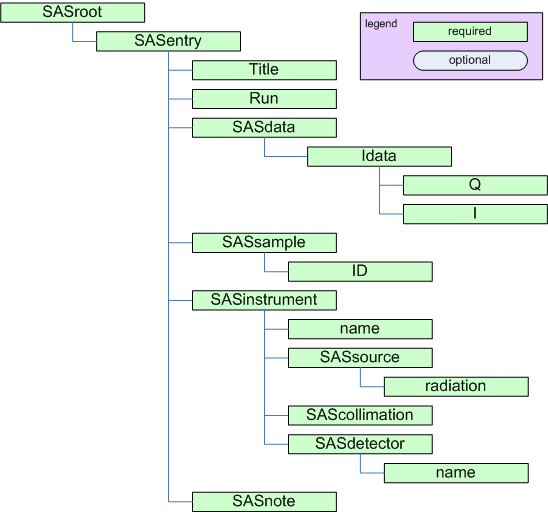 SASroot
legend
required
optional
SASentry
Title
Run
SASdata
Idata
Q
I
SASsample
ID
SASinstrument
name
SASsource
radiation
SAScollimation
SASdetector
name
SASnote